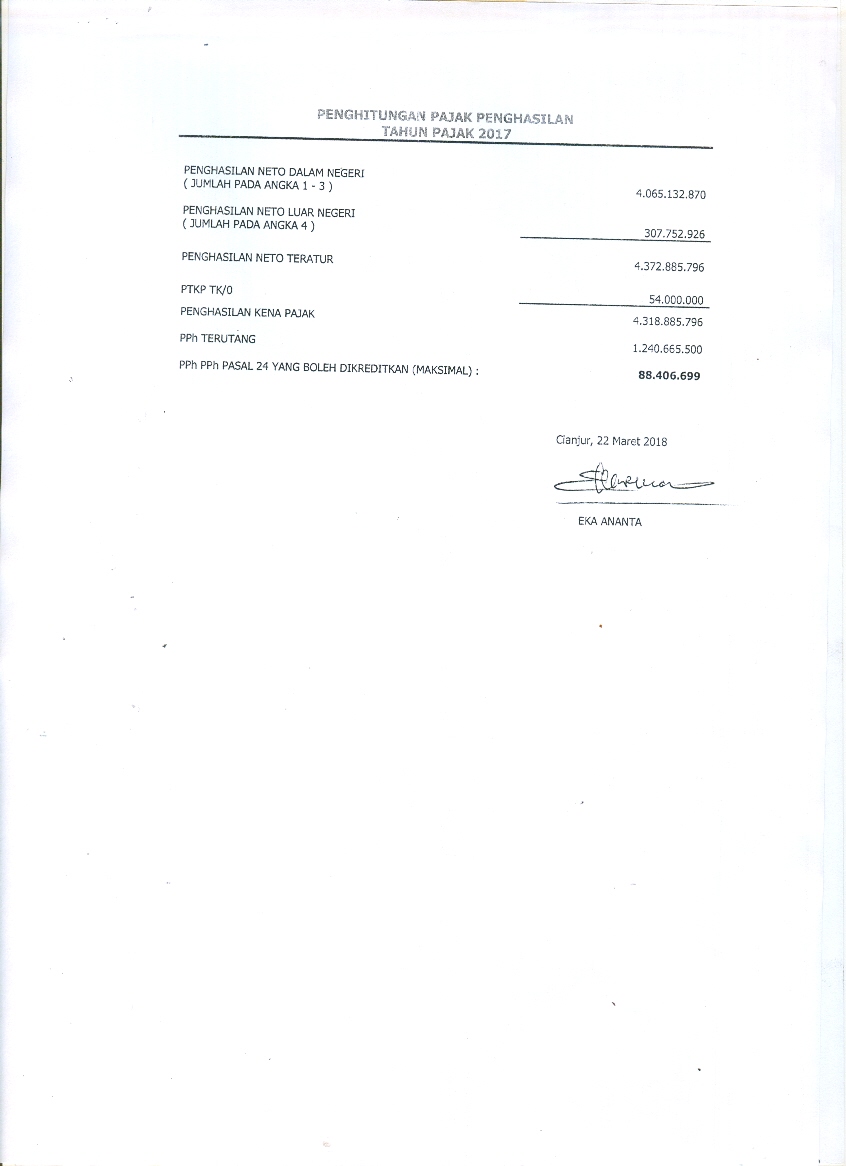 PENGHITUNGAN PAJAK PENGHASILAN
TAHUN PAJAK 2017
PENGHASILAN NETO DALAM NEGERI
( JUMLAH PADA ANGKA 1 - 3 )
4.065.132.870
PENGHASILAN NETO LUAR NEGERI
( JUMLAH PADA ANGKA 4 )
307.752.926
PENGHASILAN NETO TERATUR
4.372.885.796
PTKP TK/0
54.000.000
PENGHASILAN KENA PAJAK
4.318.885.796
PPh TERUTANG
1.240.665.500
PPh PPh PASAL 24 YANG BOLEH DIKREDITKAN (MAKSIMAL) :
88.406.699
Cianjur, 22 Maret 2018
EKA ANANTA